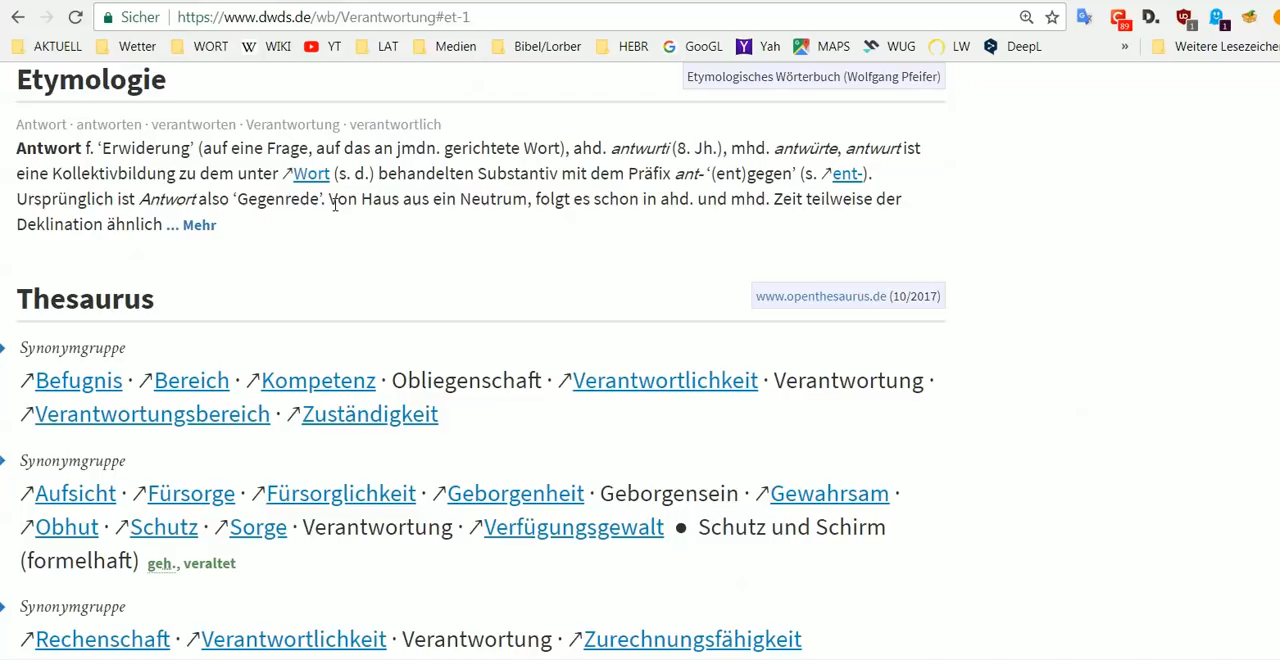 Sicher https://www.dwds.de/wb/Verantwortung#et-1
89 D. 1 1
AKTUELL Wetter WORT W WIKI YT LAT Medien Bibel/Lorber HEBR G GooGL Y Yah MAPS WUG LW DeepL » Weitere Lesezeiche
Etymologie Etymologisches Wörterbuch (Wolfgang Pfeifer)
Antwort · antworten · verantworten · Verantwortung · verantwortlich
Antwort f. ‘Erwiderung’ (auf eine Frage, auf das an jmdn. gerichtete Wort), ahd. antwurti (8. Jh.), mhd. antwürte, antwurt ist
eine Kollektivbildung zu dem unter ↗Wort (s. d.) behandelten Substantiv mit dem Präfix ant- ‘(ent)gegen’ (s. ↗ent-).
Ursprünglich ist Antwort also ‘Gegenrede’. Von Haus aus ein Neutrum, folgt es schon in ahd. und mhd. Zeit teilweise der
Deklination ähnlich ... Mehr
Thesaurus www.openthesaurus.de (10/2017)
Synonymgruppe
↗Befugnis · ↗Bereich · ↗Kompetenz · Obliegenschaft · ↗Verantwortlichkeit · Verantwortung ·
↗Verantwortungsbereich · ↗Zuständigkeit
Synonymgruppe
↗Aufsicht · ↗Fürsorge · ↗Fürsorglichkeit · ↗Geborgenheit · Geborgensein · ↗Gewahrsam ·
↗Obhut · ↗Schutz · ↗Sorge · Verantwortung · ↗Verfügungsgewalt ● Schutz und Schirm
(formelhaft) geh., veraltet
Synonymgruppe
↗Rechenschaft · ↗Verantwortlichkeit · Verantwortung · ↗Zurechnungsfähigkeit